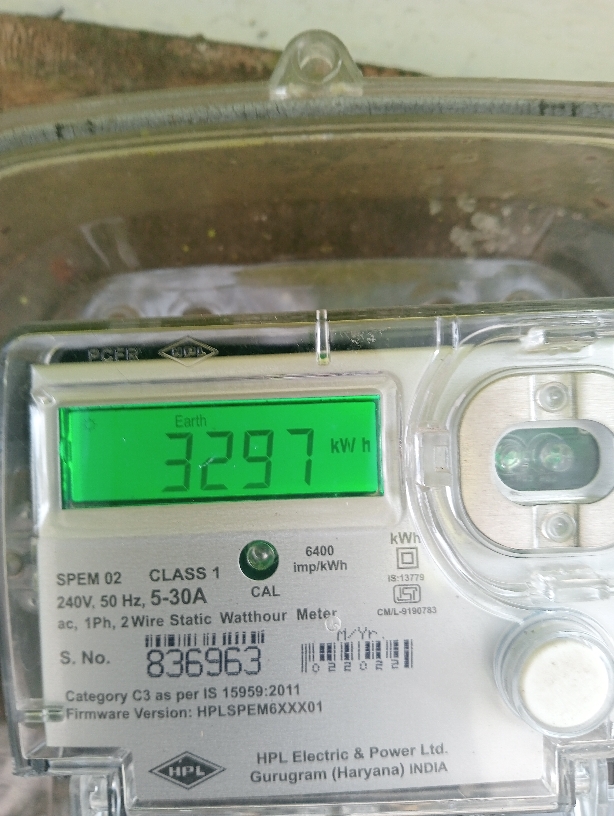 PCFR HPL
Earth
3297 kW h
6400
imp/kWh
CAL
kWh
IS:13779
CM/L-9190783
SPEM 02 CLASS 1
240V, 50 Hz, 5-30A
ac, 1Ph, 2 Wire Static Watthour Meter
M/Yr.
S. No. 836963
022022
Category C3 as per IS 15959:2011
Firmware Version: HPLSPEM6XXX01
HPL
HPL Electric & Power Ltd.
Gurugram (Haryana) INDIA